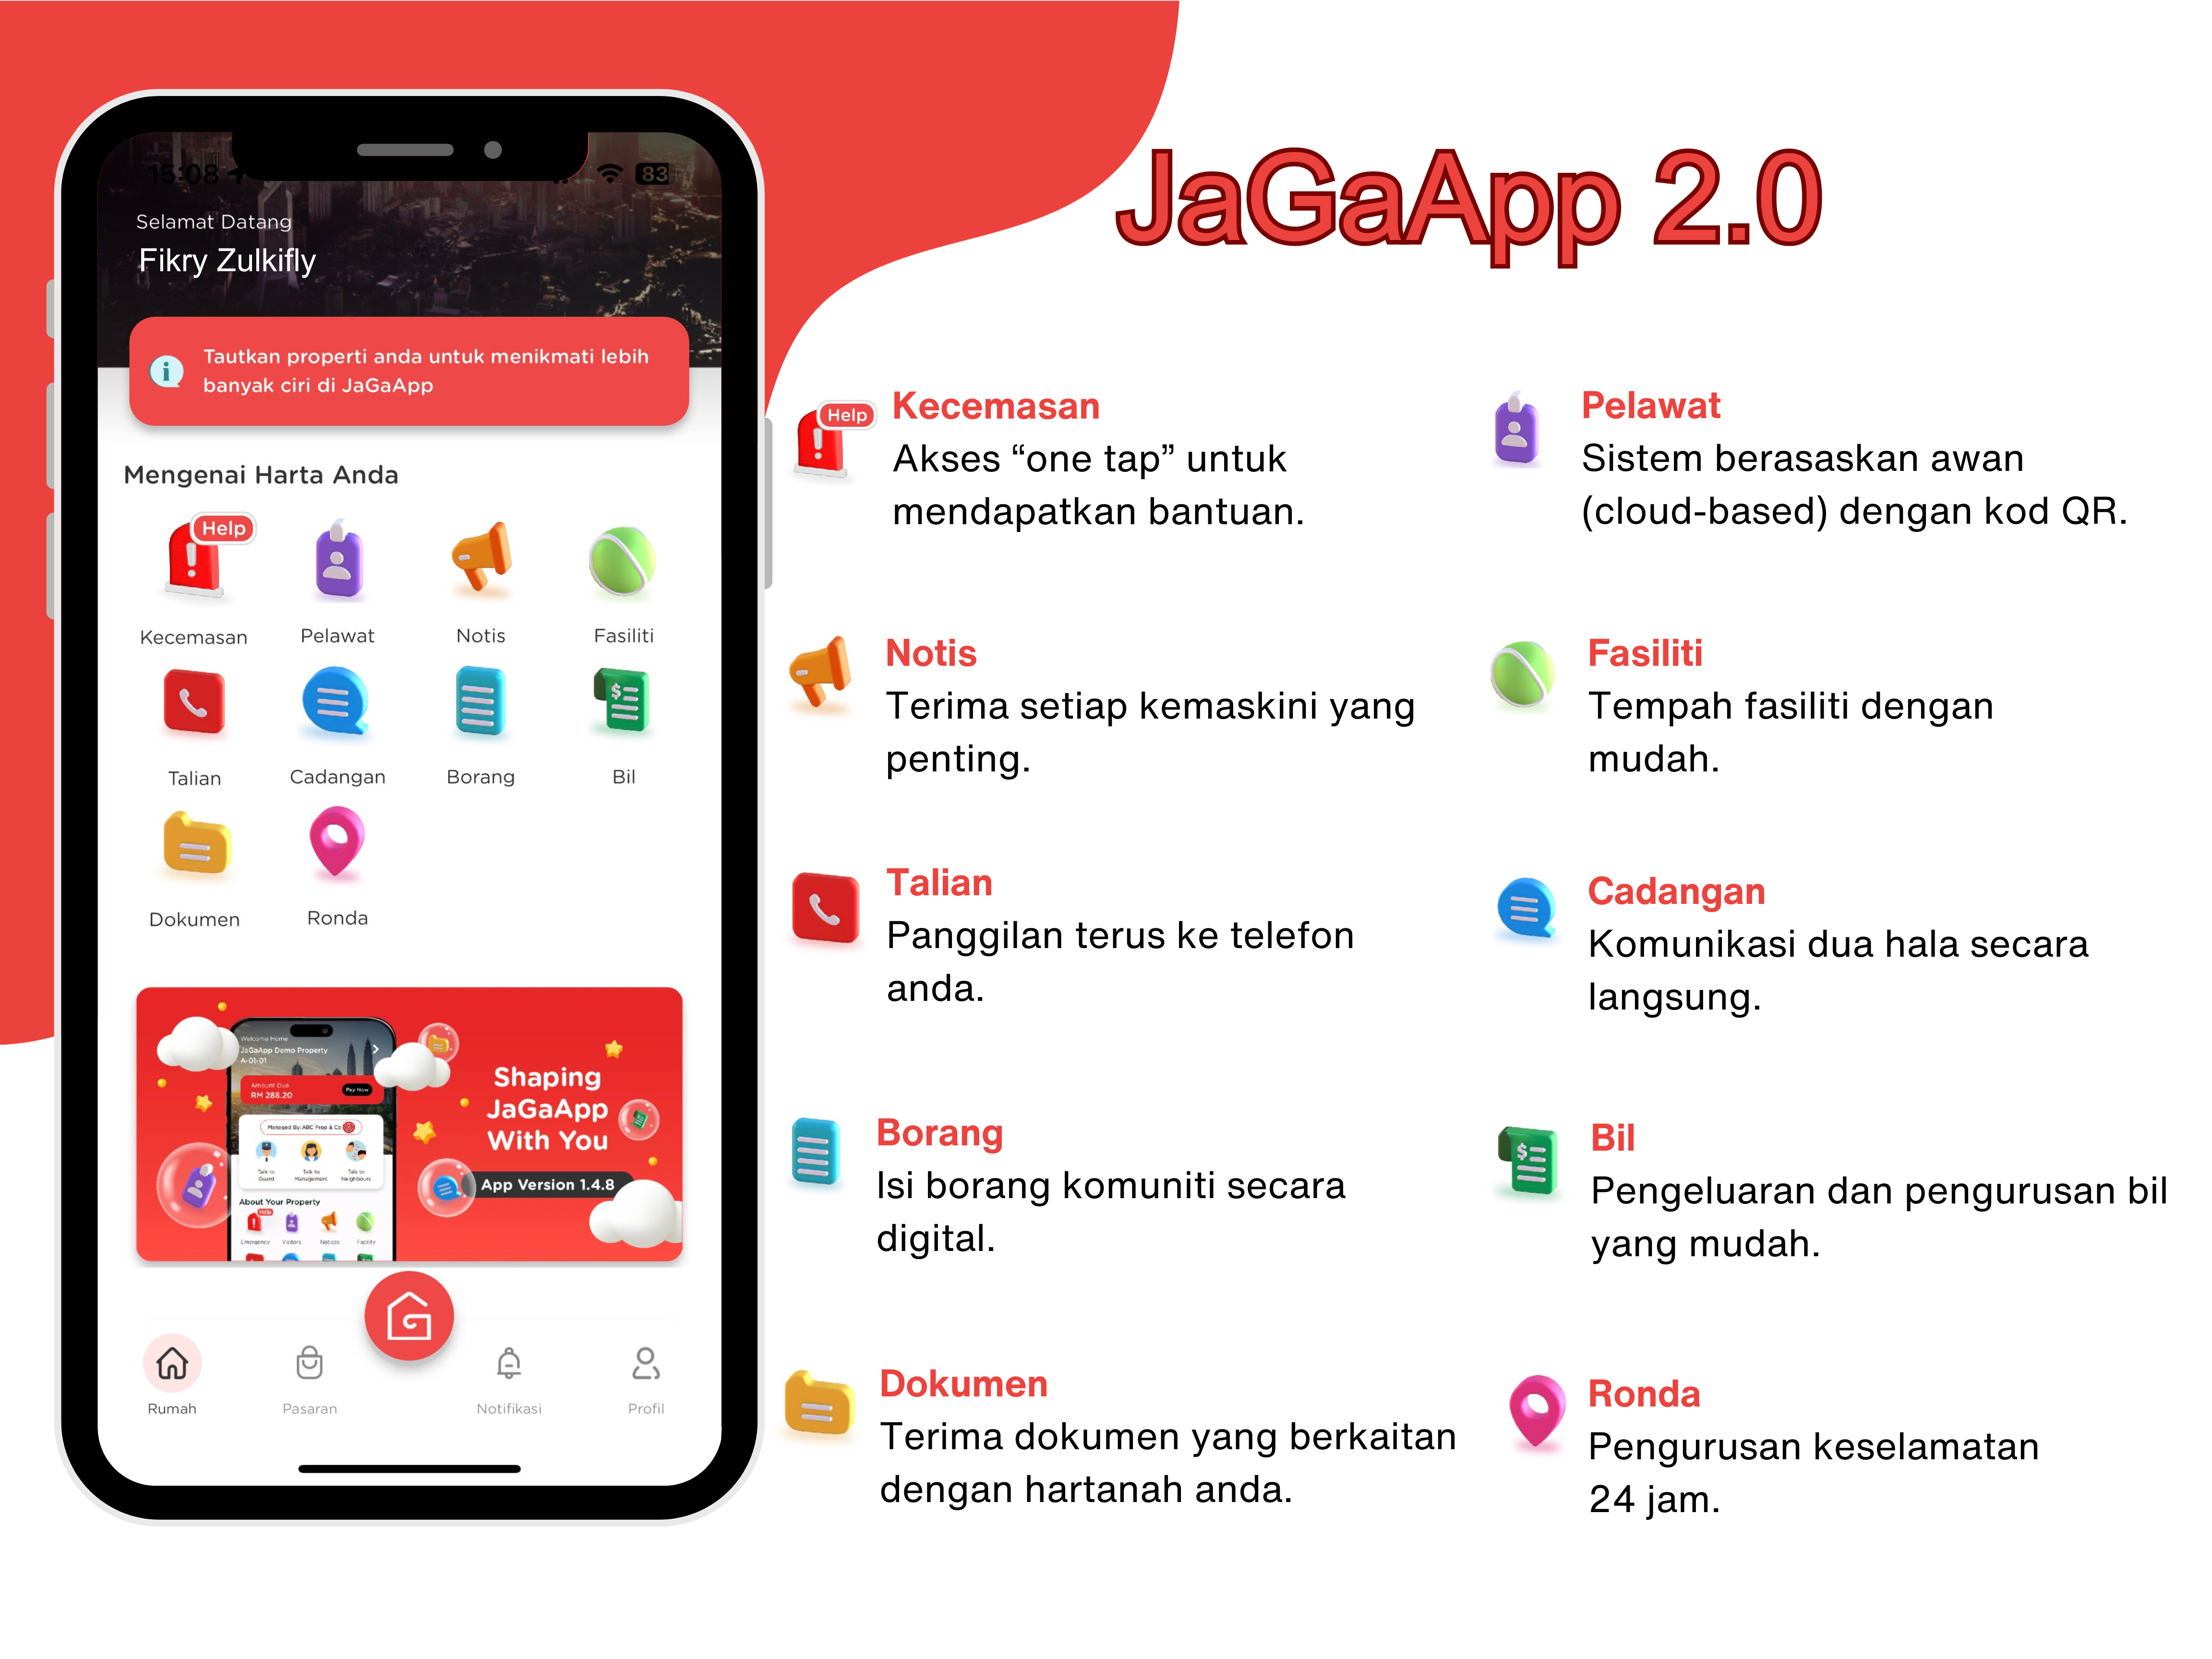 JaGaApp 2.0
15:08
83
Selamat Datang
Fikry Zulkifly
Tautkan properti anda untuk menikmati lebih
banyak ciri di JaGaApp
Mengenai Harta Anda
Help
Kecemasan
Pelawat
Notis
Fasiliti
Talian
Cadangan
Borang
Bil
Dokumen
Ronda
Welcome Home
JaGaApp Demo Property
A-01-01
Amount Due
RM 288.20
Pay Now
Managed By: ABC Prop & Co
Talk to
Guard
Talk to
Management
Talk to
Neighbours
About Your Property
Help
Emergency
Visitors
Notices
Facility
Shaping
JaGaApp
With You
App Version 1.4.8
Rumah
Pasaran
Notifikasi
Profil
Help
Kecemasan
Akses “one tap” untuk
mendapatkan bantuan.
Pelawat
Sistem berasaskan awan
(cloud-based) dengan kod QR.
Notis
Terima setiap kemaskini yang
penting.
Fasiliti
Tempah fasiliti dengan
mudah.
Talian
Panggilan terus ke telefon
anda.
Cadangan
Komunikasi dua hala secara
langsung.
Borang
Isi borang komuniti secara
digital.
Bil
Pengeluaran dan pengurusan bil
yang mudah.
Dokumen
Terima dokumen yang berkaitan
dengan hartanah anda.
Ronda
Pengurusan keselamatan
24 jam.